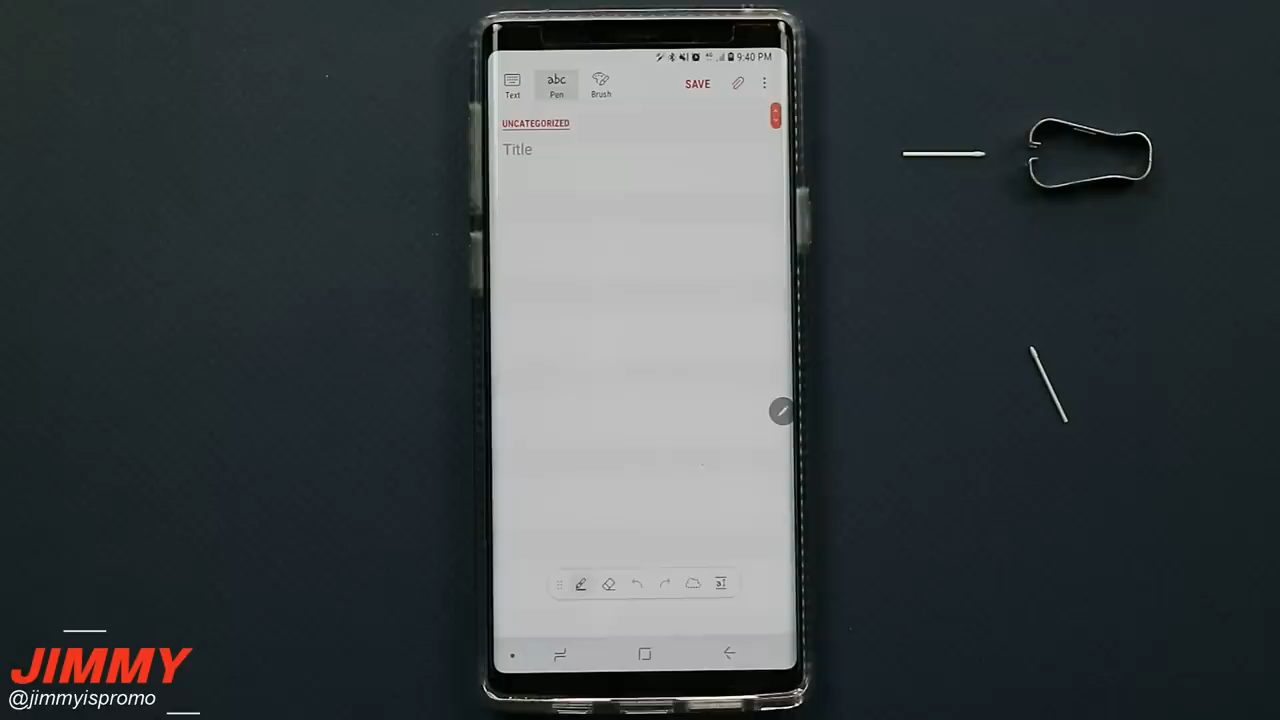 9:40 PM
abc
Text
Pen
Brush
SAVE
UNCATEGORIZED
Title
JIMMY
@jimmyispromo